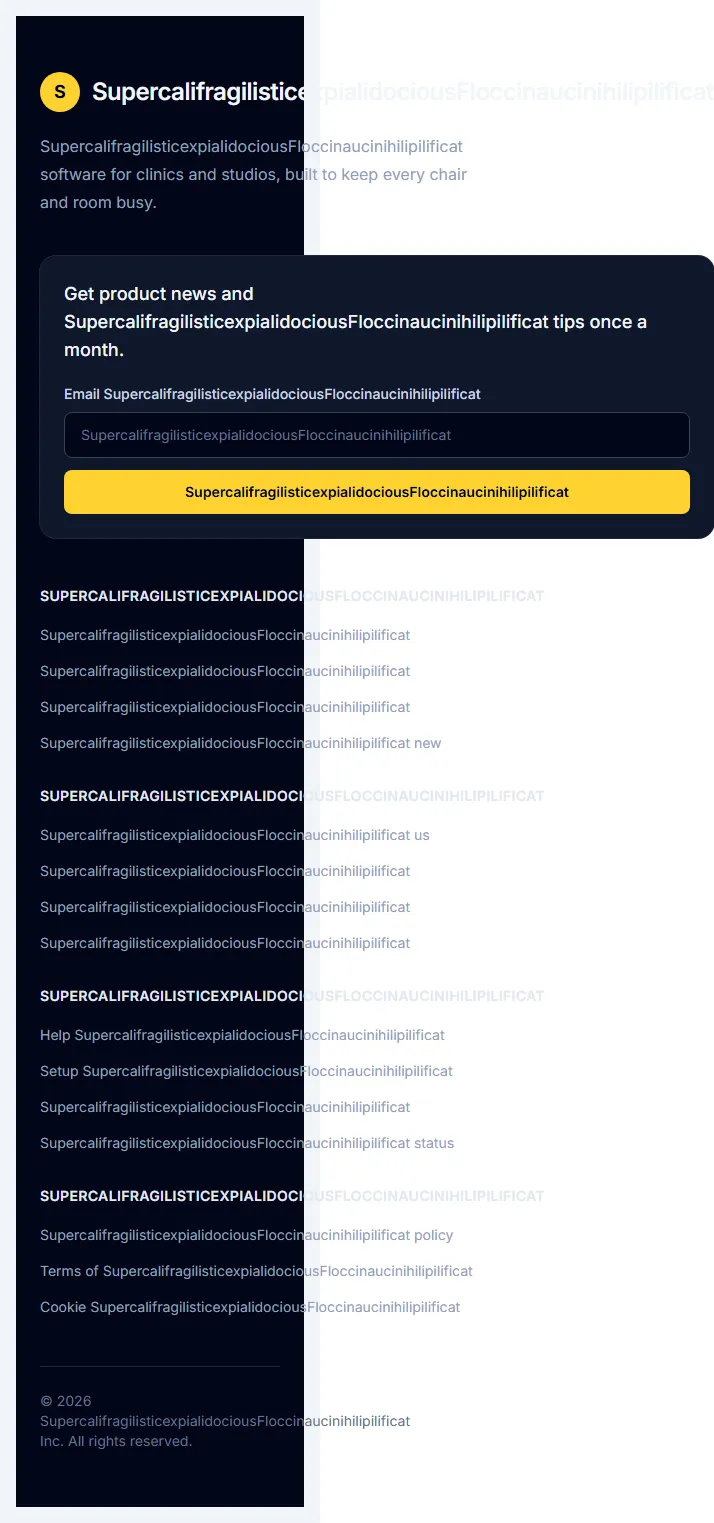 S
SupercalifragilisticexpialidociousFloccinaucinihilipilificat
SupercalifragilisticexpialidociousFloccinaucinihilipilificat
software for clinics and studios, built to keep every chair
and room busy.
Get product news and
SupercalifragilisticexpialidociousFloccinaucinihilipilificat tips once a
month.
Email SupercalifragilisticexpialidociousFloccinaucinihilipilificat
SupercalifragilisticexpialidociousFloccinaucinihilipilificat
SupercalifragilisticexpialidociousFloccinaucinihilipilificat
SUPERCALIFRAGILISTICEXPIALIDOCIOUSFLOCCINAUCINIHILIPILIFICAT
SupercalifragilisticexpialidociousFloccinaucinihilipilificat
SupercalifragilisticexpialidociousFloccinaucinihilipilificat
SupercalifragilisticexpialidociousFloccinaucinihilipilificat
SupercalifragilisticexpialidociousFloccinaucinihilipilificat new
SUPERCALIFRAGILISTICEXPIALIDOCIOUSFLOCCINAUCINIHILIPILIFICAT
SupercalifragilisticexpialidociousFloccinaucinihilipilificat us
SupercalifragilisticexpialidociousFloccinaucinihilipilificat
SupercalifragilisticexpialidociousFloccinaucinihilipilificat
SupercalifragilisticexpialidociousFloccinaucinihilipilificat
SUPERCALIFRAGILISTICEXPIALIDOCIOUSFLOCCINAUCINIHILIPILIFICAT
Help SupercalifragilisticexpialidociousFloccinaucinihilipilificat
Setup SupercalifragilisticexpialidociousFloccinaucinihilipilificat
SupercalifragilisticexpialidociousFloccinaucinihilipilificat
SupercalifragilisticexpialidociousFloccinaucinihilipilificat status
SUPERCALIFRAGILISTICEXPIALIDOCIOUSFLOCCINAUCINIHILIPILIFICAT
SupercalifragilisticexpialidociousFloccinaucinihilipilificat policy
Terms of SupercalifragilisticexpialidociousFloccinaucinihilipilificat
Cookie SupercalifragilisticexpialidociousFloccinaucinihilipilificat
© 2026
SupercalifragilisticexpialidociousFloccinaucinihilipilificat
Inc. All rights reserved.